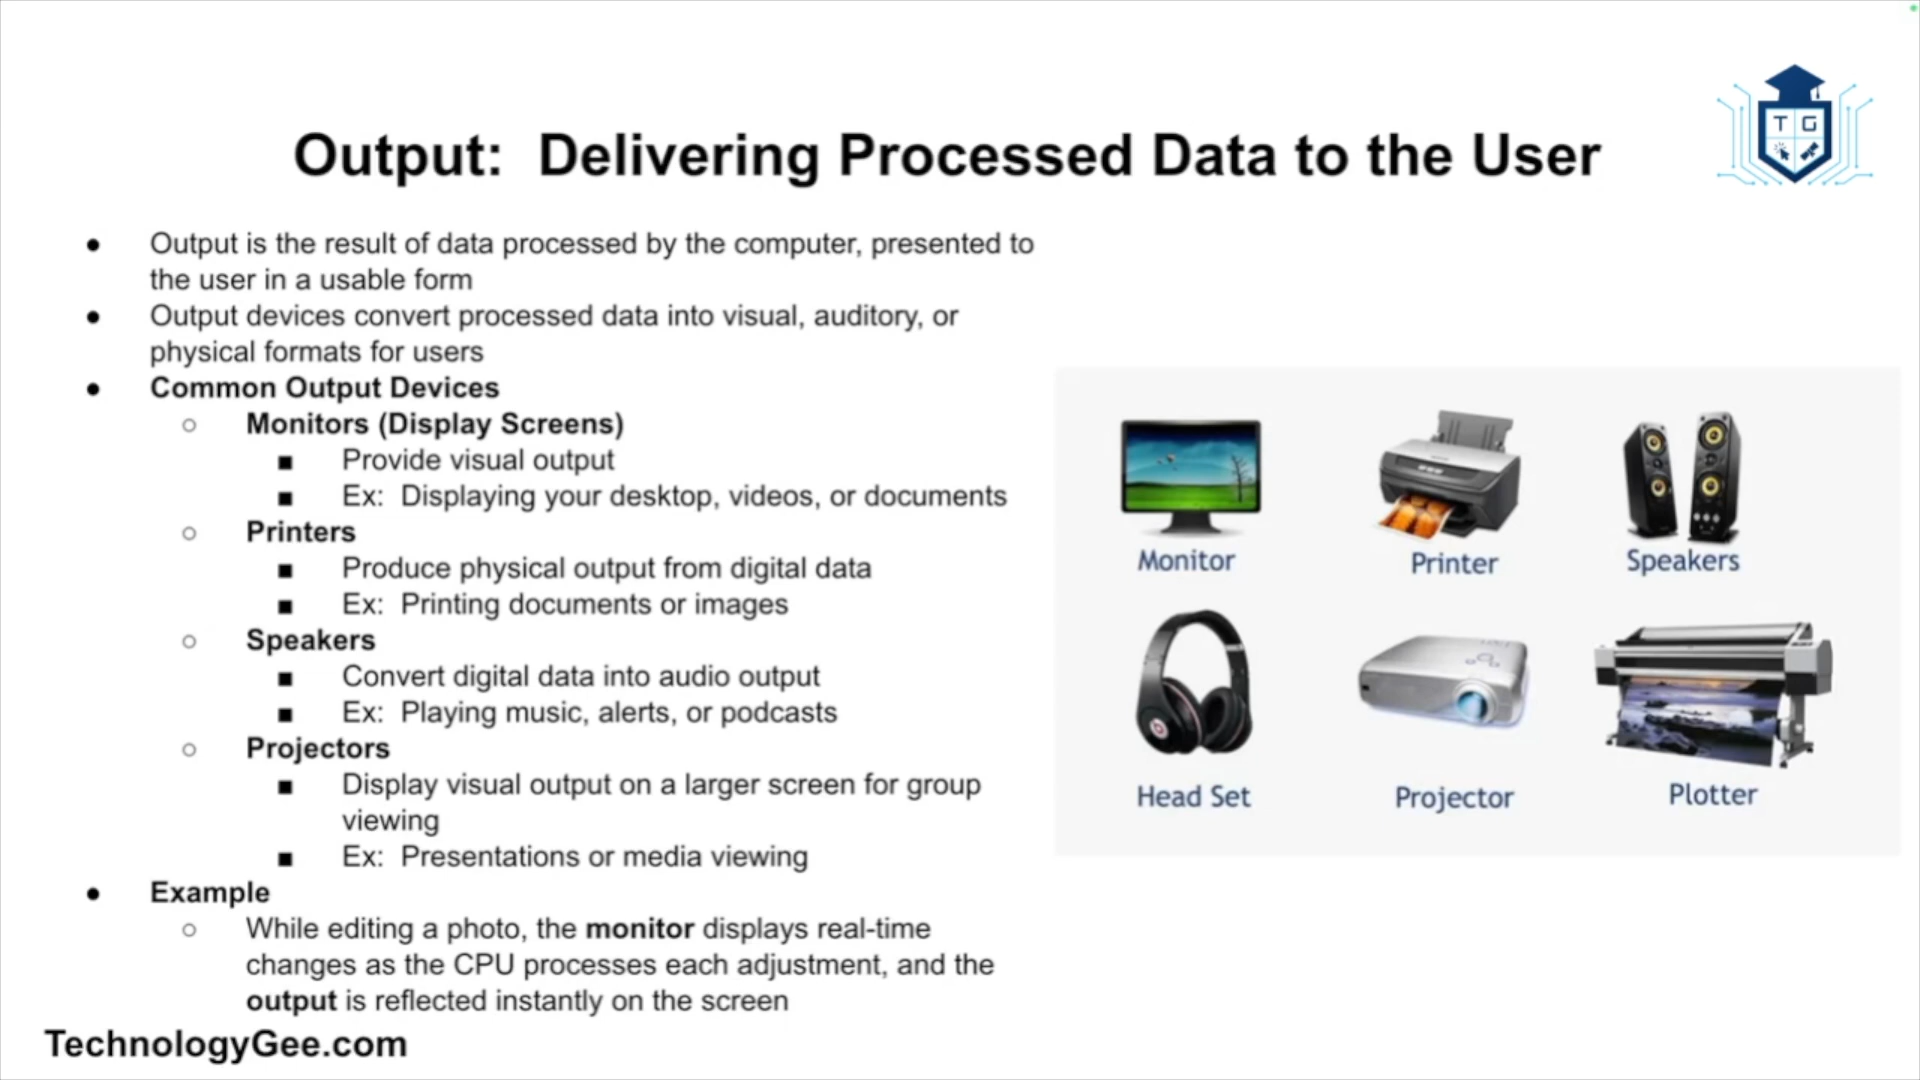 T G
Output:  Delivering Processed Data to the User
● Output is the result of data processed by the computer, presented to
the user in a usable form
● Output devices convert processed data into visual, auditory, or
physical formats for users
● Common Output Devices
○ Monitors (Display Screens)
■ Provide visual output
■ Ex:  Displaying your desktop, videos, or documents
○ Printers
■ Produce physical output from digital data
■ Ex:  Printing documents or images
○ Speakers
■ Convert digital data into audio output
■ Ex:  Playing music, alerts, or podcasts
○ Projectors
■ Display visual output on a larger screen for group
viewing
■ Ex:  Presentations or media viewing
● Example
○ While editing a photo, the monitor displays real-time
changes as the CPU processes each adjustment, and the
output is reflected instantly on the screen
Monitor
Printer
Speakers
Head Set
Projector
Plotter
TechnologyGee.com